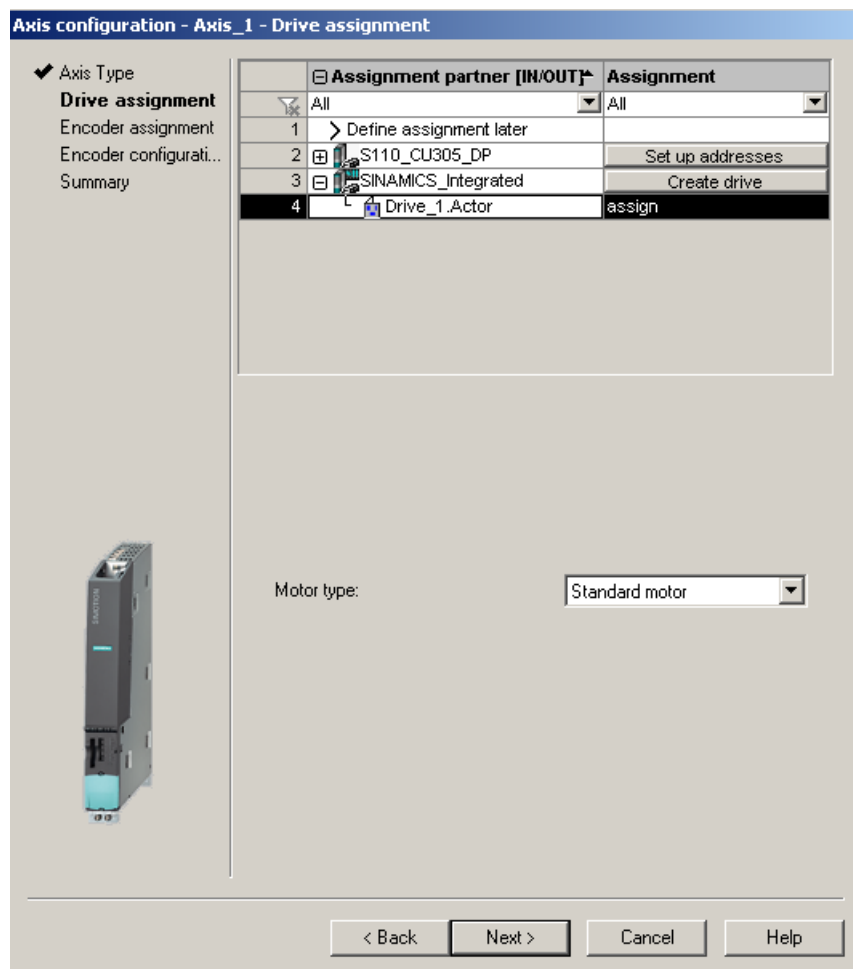 Axis configuration - Axis_1 - Drive assignment
Axis Type
Drive assignment
Encoder assignment
Encoder configurati...
Summary
Assignment partner [IN/OUT] Assignment
All All
1 Define assignment later
2 S110_CU305_DP Set up addresses
3 SINAMICS_Integrated Create drive
4 Drive_1.Actor assign
SIMOTION
Motor type: Standard motor
< Back Next > Cancel Help